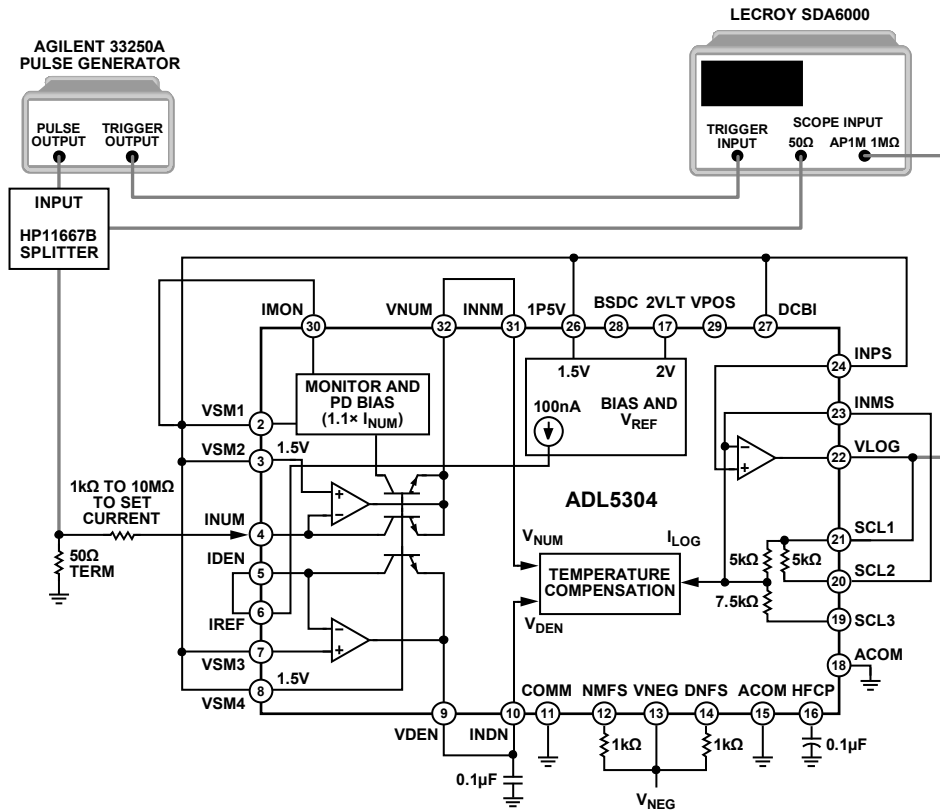 LECROY SDA6000
AGILENT 33250A
PULSE GENERATOR
PULSE
OUTPUT
TRIGGER
OUTPUT
TRIGGER
INPUT
SCOPE INPUT
50Ω
AP1M 1MΩ
INPUT
HP11667B
SPLITTER
IMON
VNUM
INNM
1P5V
BSDC
2VLT
VPOS
DCBI
30
32
31
26
28
17
29
27
INPS
24
1.5V
2V
MONITOR AND
PD BIAS
(1.1× INUM)
100nA
BIAS AND
VREF
INMS
23
VSM1
2
VSM2
3
1.5V
VLOG
22
+
−
−
+
1kΩ TO 10MΩ
TO SET
CURRENT
INUM
4
ADL5304
50Ω
TERM
IDEN
5
VNUM
ILOG
SCL1
21
5kΩ
5kΩ
TEMPERATURE
COMPENSATION
SCL2
20
7.5kΩ
IREF
6
VDEN
SCL3
19
−
+
VSM3
7
ACOM
18
1.5V
8
VSM4
COMM
NMFS
VNEG
DNFS
ACOM
HFCP
9
10
11
12
13
14
15
16
VDEN
INDN
1kΩ
1kΩ
0.1µF
0.1µF
VNEG